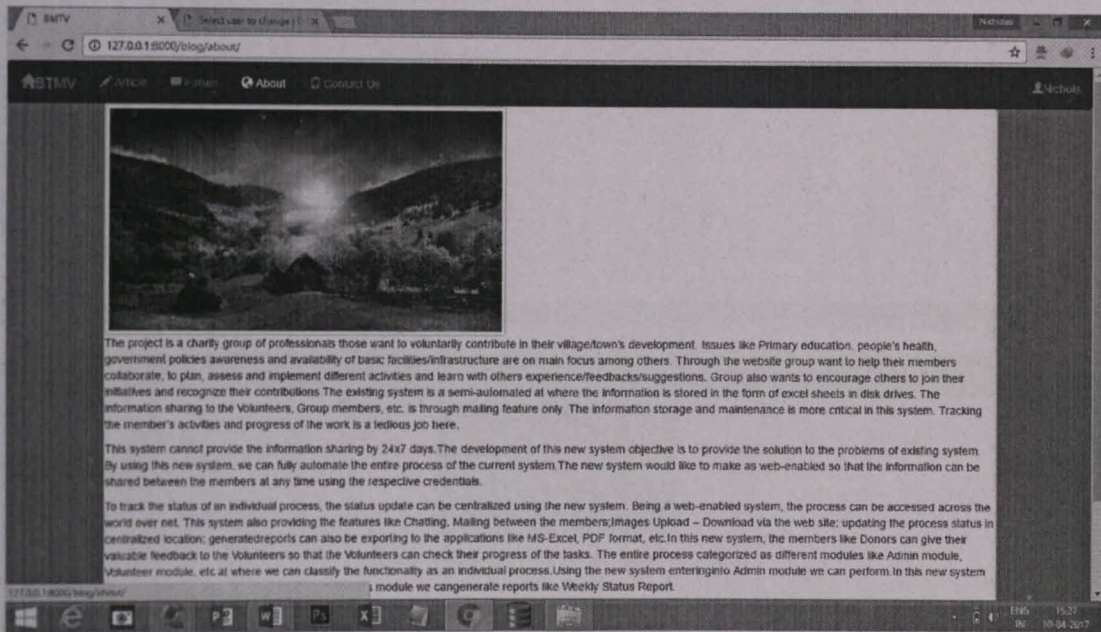 BMTV
Select user to change | D
Nicholas
127.0.0.1:8000/blog/about/
BTMV Article Forum About Contact Us
Nichola
The project is a charity group of professionals those want to voluntarily contribute in their village/town's development. Issues like Primary education, people's health,
government policies awareness and availability of basic facilities/infrastructure are on main focus among others. Through the website group want to help their members
collaborate, to plan, assess and implement different activities and learn with others experience/feedbacks/suggestions. Group also wants to encourage others to join their
initiatives and recognize their contributions The existing system is a semi-automated at where the information is stored in the form of excel sheets in disk drives. The
information sharing to the Volunteers, Group members, etc. is through mailing feature only. The information storage and maintenance is more critical in this system. Tracking
the member's activities and progress of the work is a tedious job here.
This system cannot provide the information sharing by 24x7 days.The development of this new system objective is to provide the solution to the problems of existing system.
By using this new system, we can fully automate the entire process of the current system.The new system would like to make as web-enabled so that the information can be
shared between the members at any time using the respective credentials.
To track the status of an individual process, the status update can be centralized using the new system. Being a web-enabled system, the process can be accessed across the
world over net. This system also providing the features like Chatting, Mailing between the members;Images Upload – Download via the web site; updating the process status in
centralized location; generatedreports can also be exporting to the applications like MS-Excel, PDF format, etc.In this new system, the members like Donors can give their
valuable feedback to the Volunteers so that the Volunteers can check their progress of the tasks. The entire process categorized as different modules like Admin module,
Volunteer module, etc at where we can classify the functionality as an individual process.Using the new system enteringinto Admin module we can perform.In this new system
module we cangenerate reports like Weekly Status Report.
127.0.0.1:8000/blog/about/
ENG 15:27
IN 10-04-2017